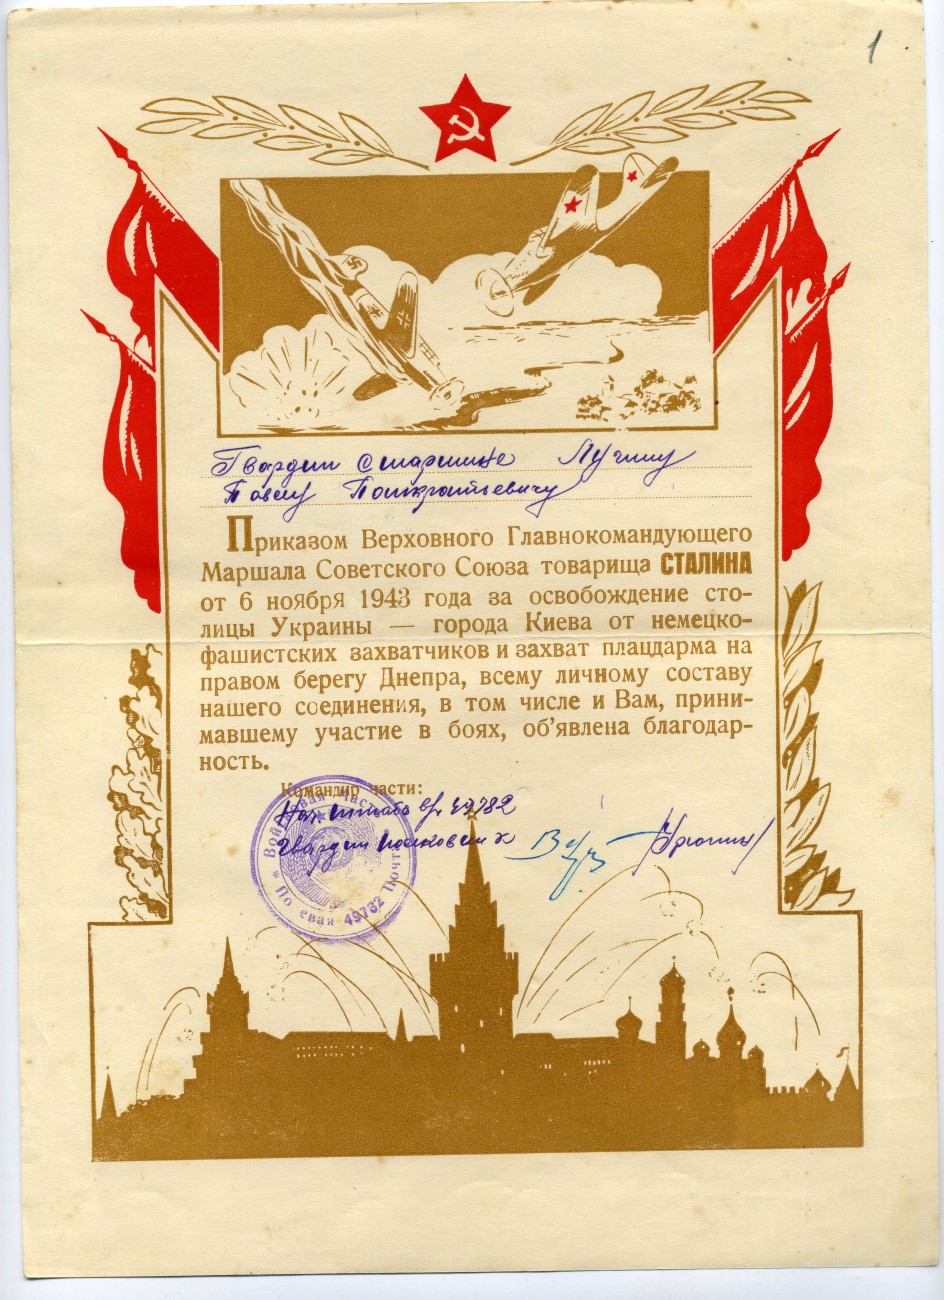 1
Гвардии старшине Лучину
Павлу Панкратьевичу
Приказом Верховного Главнокомандующего
Маршала Советского Союза товарища СТАЛИНА
от 6 ноября 1943 года за освобождение сто-
лицы Украины — города Киева от немецко-
фашистских захватчиков и захват плацдарма на
правом берегу Днепра, всему личному составу
нашего соединения, в том числе и Вам, прини-
мавшему участие в боях, об'явлена благодар-
ность.
Командир части:
Нач. штаба в/ч 49782
Гвардии Полковник
Войсковая Часть
Полевая Почта
49782